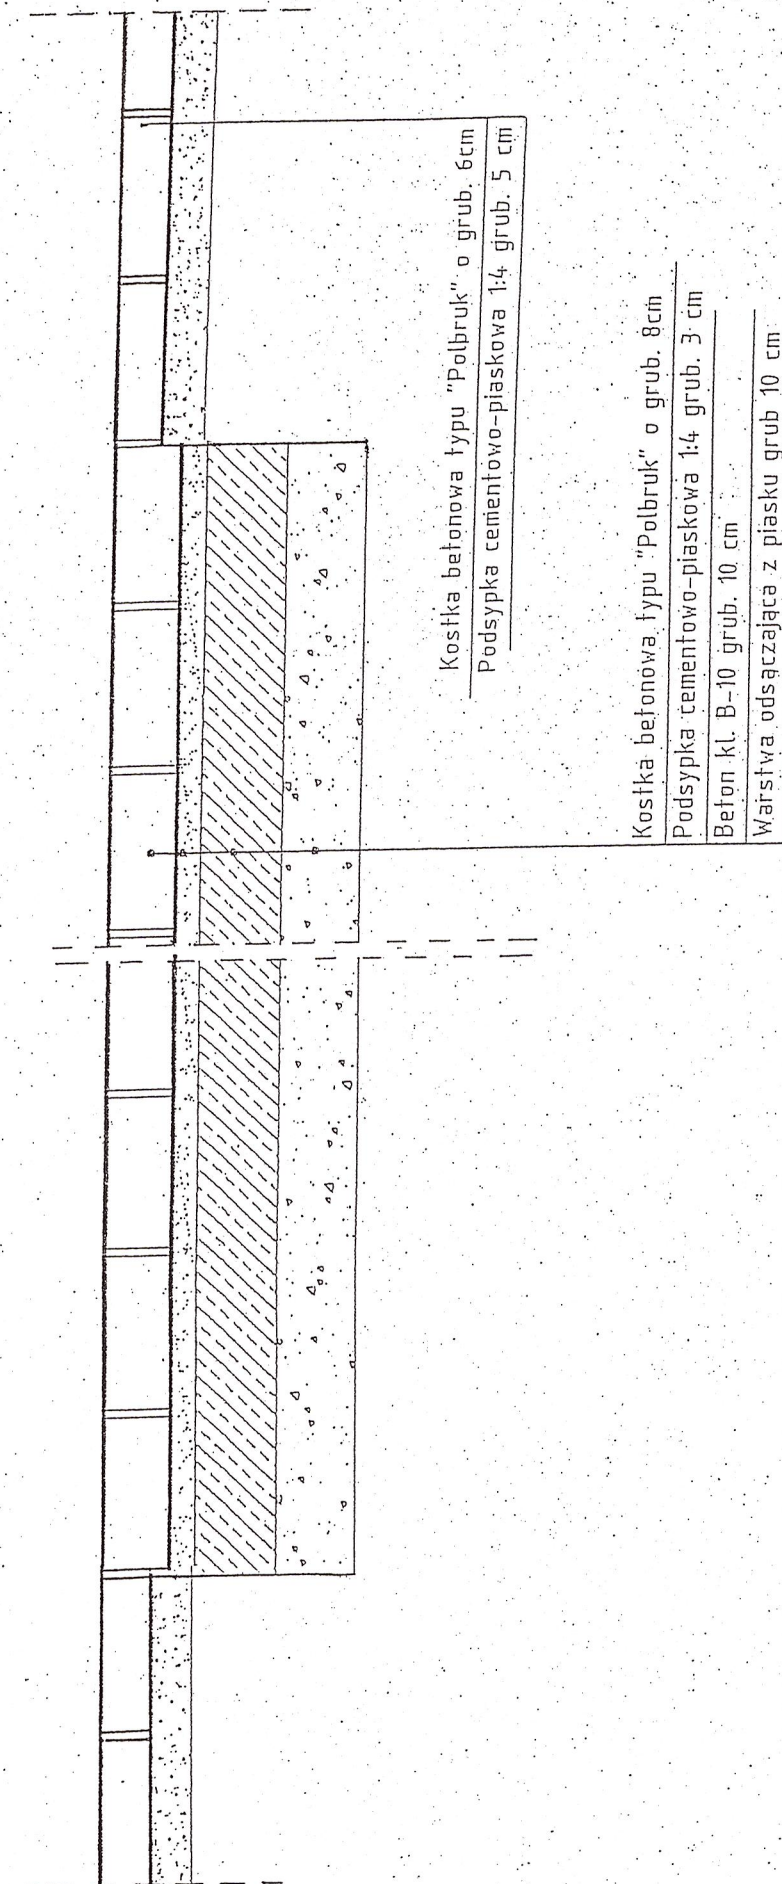 Kostka betonowa typu "Polbruk" o grub. 6cm
Podsypka cementowo-piaskowa 1:4 grub. 5 cm
Kostka betonowa typu "Polbruk" o grub. 8cm
Podsypka cementowo-piaskowa 1:4 grub. 3 cm
Beton kl. B-10 grub. 10 cm
Warstwa odsączająca z piasku grub 10 cm